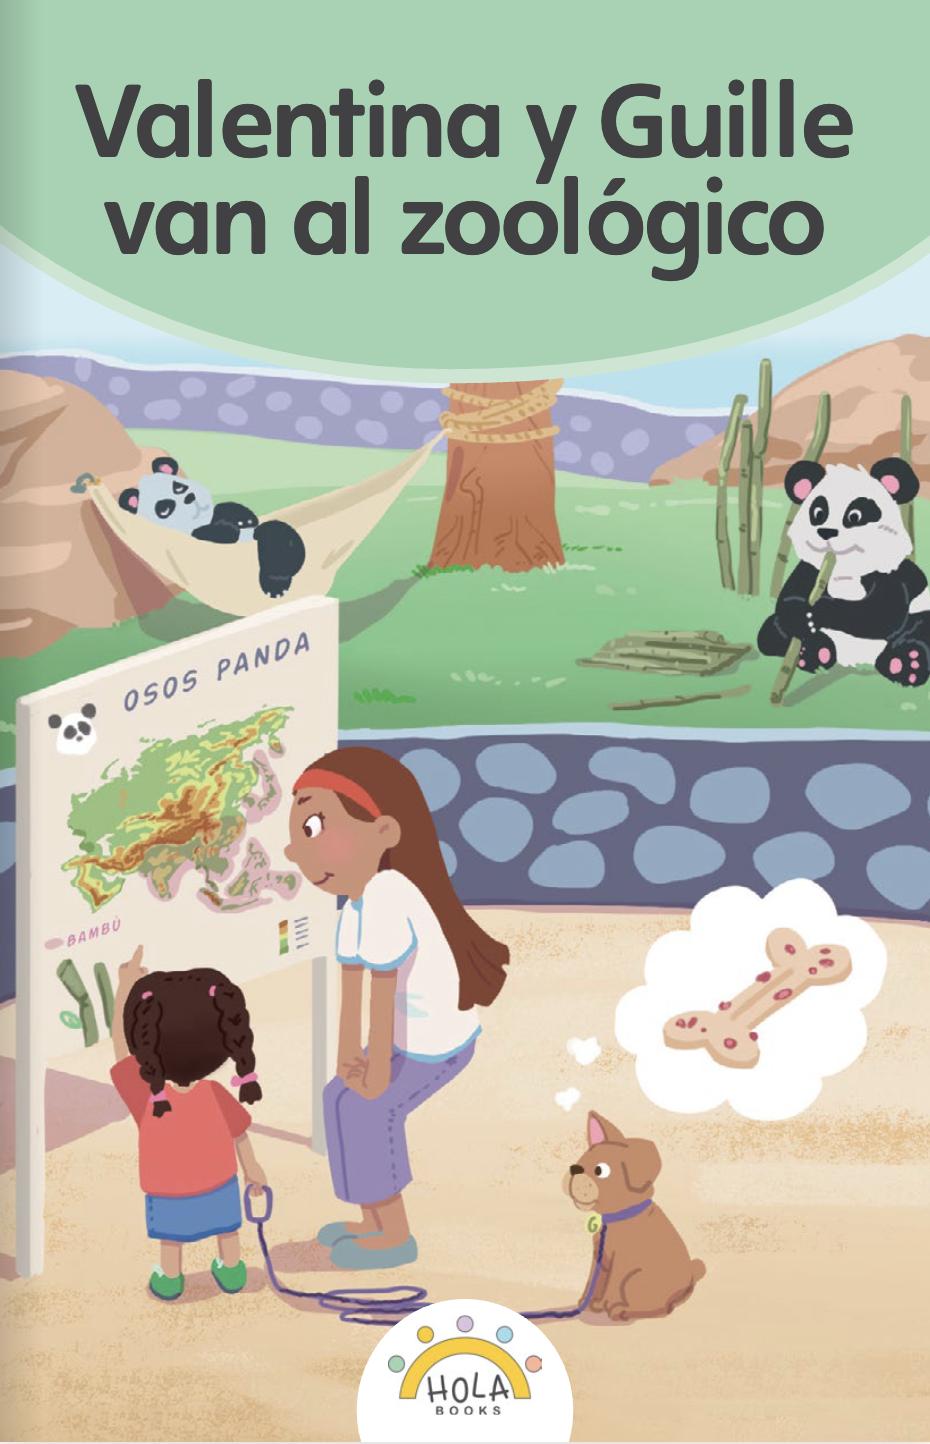 Valentina y Guille
van al zoológico
OSOS PANDA
BAMBÚ
G
HOLA
BOOKS